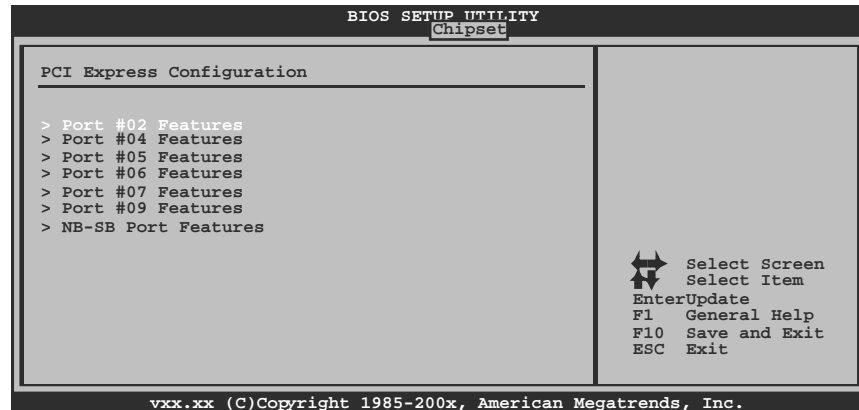 BIOS SETUP UTILITY
Chipset
PCI Express Configuration
> Port #02 Features
> Port #04 Features
> Port #05 Features
> Port #06 Features
> Port #07 Features
> Port #09 Features
> NB-SB Port Features
Select Screen
Select Item
EnterUpdate
F1 General Help
F10 Save and Exit
ESC Exit
vxx.xx (C)Copyright 1985-200x, American Megatrends, Inc.